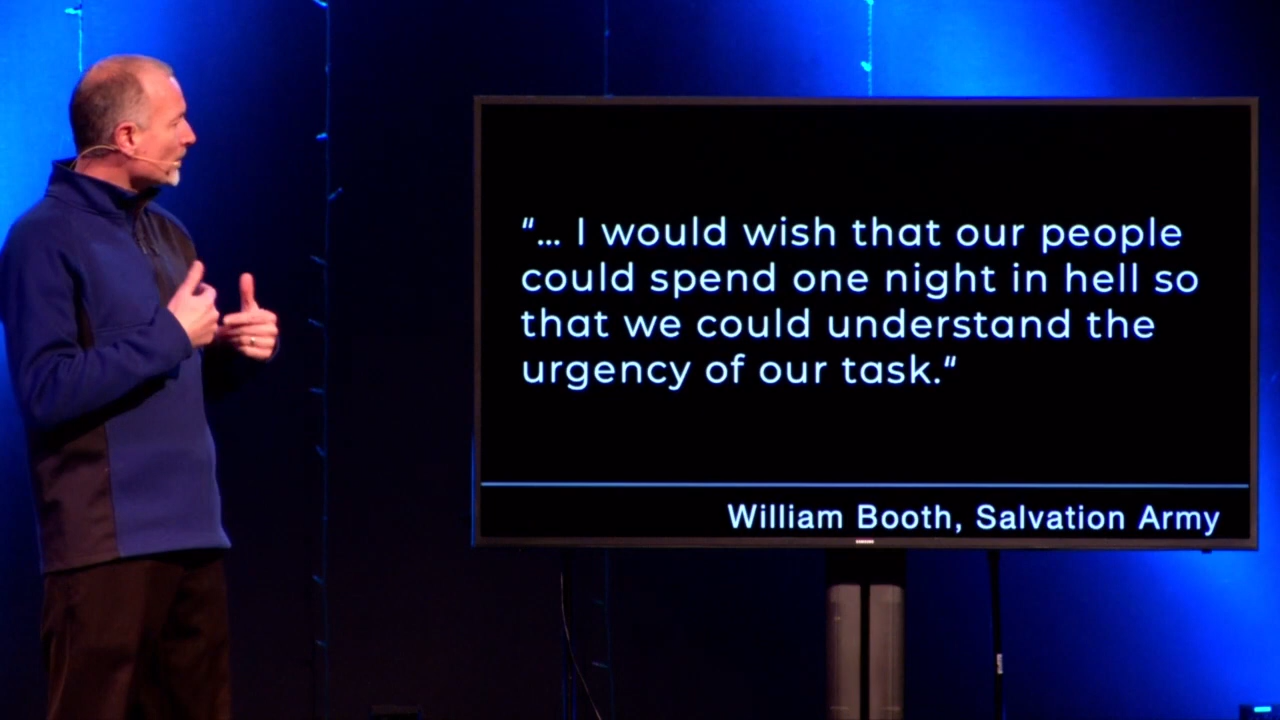 “... I would wish that our people
could spend one night in hell so
that we could understand the
urgency of our task.“
William Booth, Salvation Army
SAMSUNG